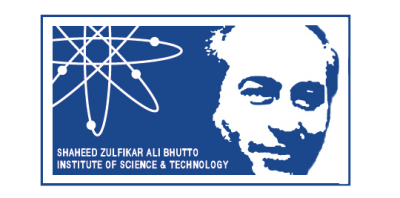 SHAHEED ZULFIKAR ALI BHUTTO
INSTITUTE OF SCIENCE & TECHNOLOGY